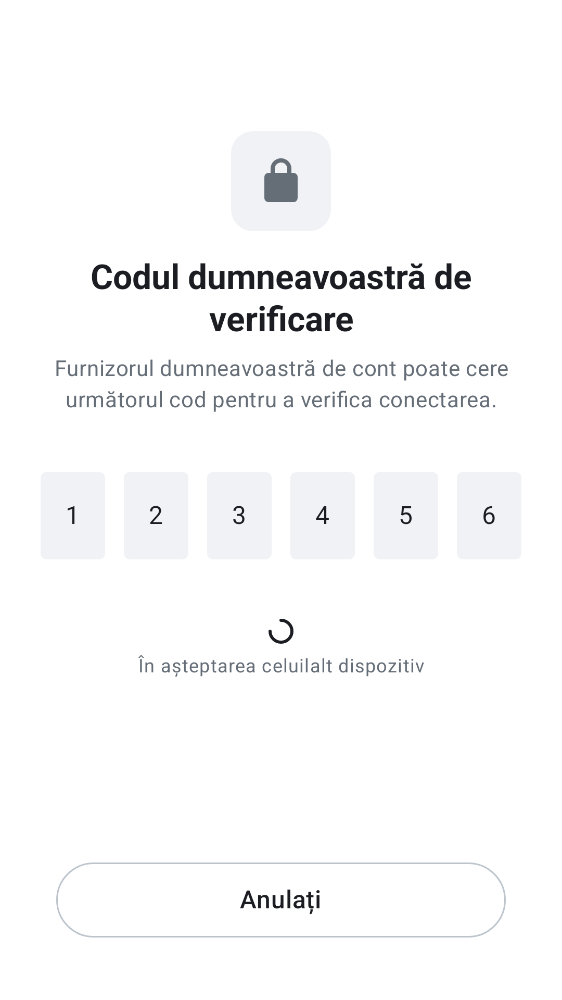 Codul dumneavoastră de
verificare
Furnizorul dumneavoastră de cont poate cere
următorul cod pentru a verifica conectarea.
1 2 3 4 5 6
În așteptarea celuilalt dispozitiv
Anulați